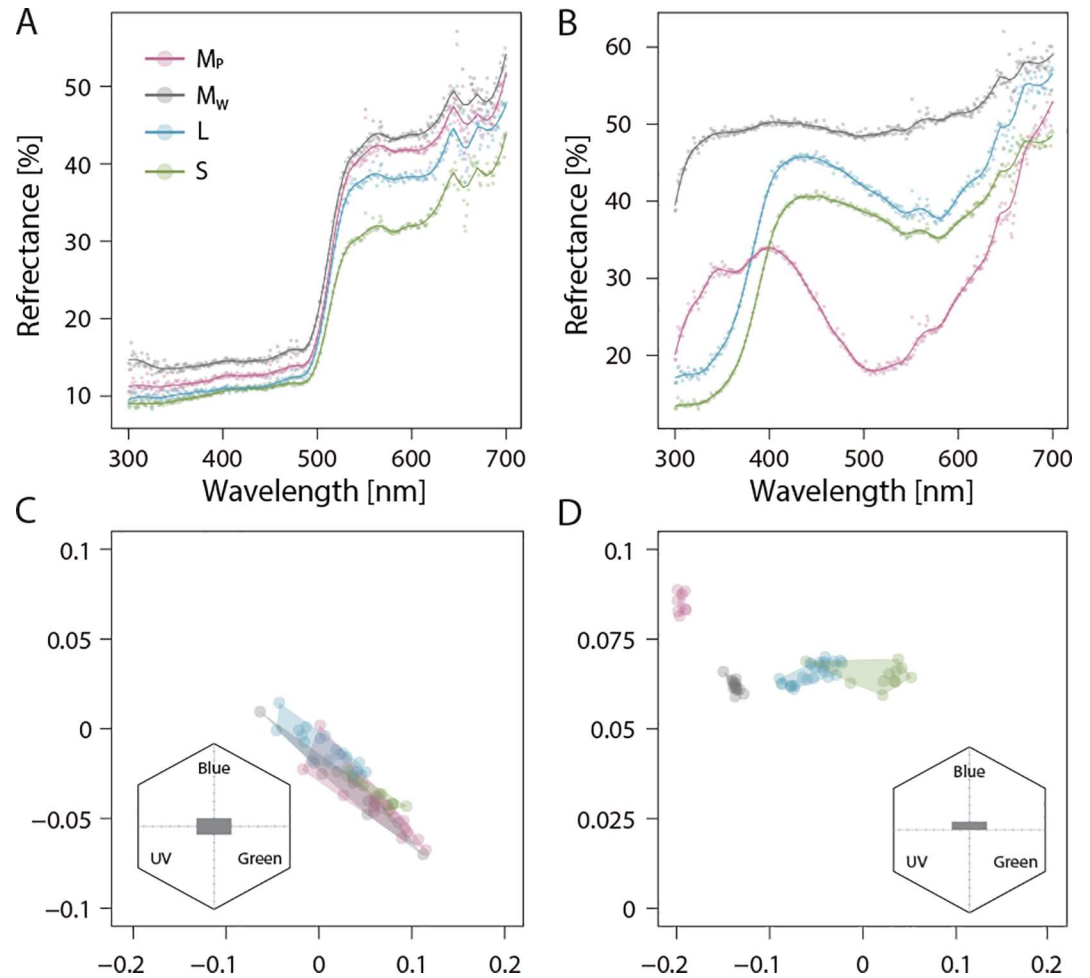 A
Refrectance [%]
50
40
30
20
10
M_P
M_W
L
S
300 400 500 600 700
Wavelength [nm]
B
Refrectance [%]
60
50
40
30
20
300 400 500 600 700
Wavelength [nm]
C
0.1
0.05
0
−0.05
−0.1
Blue
UV Green
−0.2 −0.1 0 0.1 0.2
D
0.1
0.075
0.05
0.025
0
Blue
UV Green
−0.2 −0.1 0 0.1 0.2